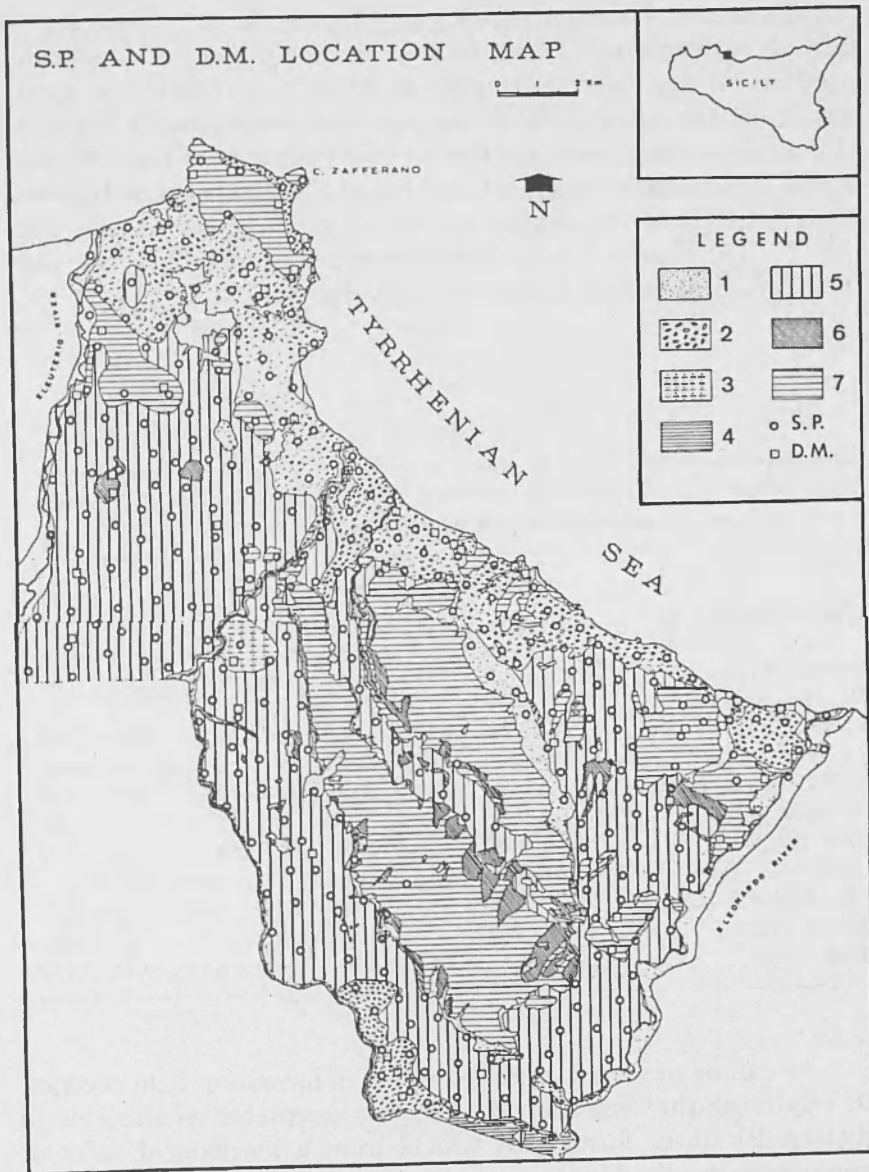 S.P. AND D.M. LOCATION MAP
0 1 2 3 KM
SICILY
C. ZAFFERANO
N
LEGEND
1
2
3
4
5
6
7
S.P.
D.M.
ELEUTERIO RIVER
TYRRHENIAN SEA
S.LEONARDO RIVER